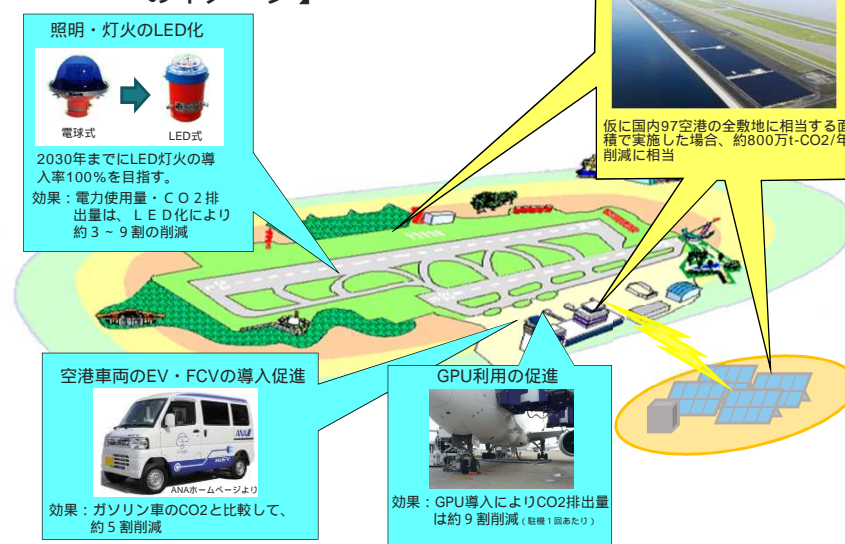 照明・灯火のLED化
電球式
LED式
2030年までにLED灯火の導
入率100%を目指す。
効果：電力使用量・ＣＯ２排
出量は、ＬＥＤ化により
約３～９割の削減
仮に国内97空港の全敷地に相当する面
積で実施した場合、約800万t-CO2/年
削減に相当
空港車両のEV・FCVの導入促進
ANA
ANAホームページより
効果：ガソリン車のCO2と比較して、
約５割削減
GPU利用の促進
効果：GPU導入によりCO2排出量
は約９割削減（駐機１回あたり）